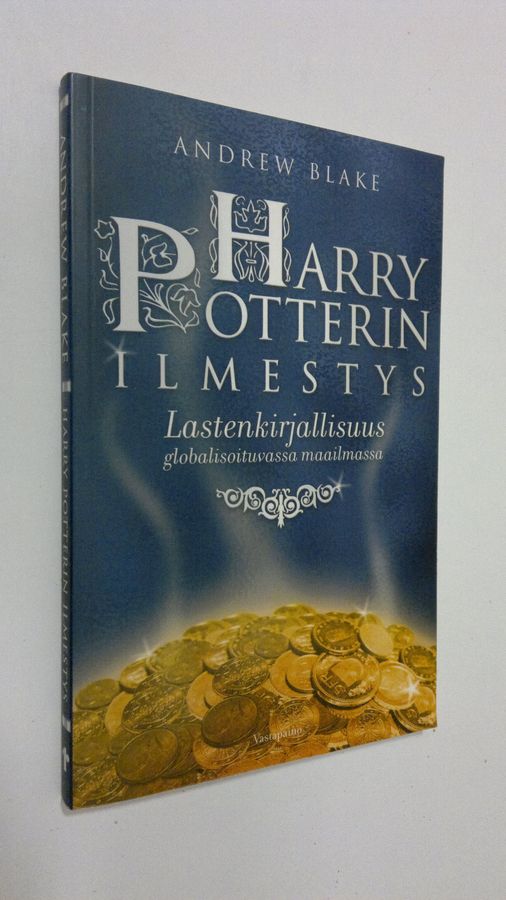 ANDREW BLAKE
HARRY
POTTERIN
ILMESTYS
Lastenkirjallisuus
globalisoituvassa maailmassa
Vastapaino
ANDREW BLAKE HARRY POTTERIN ILMESTYS